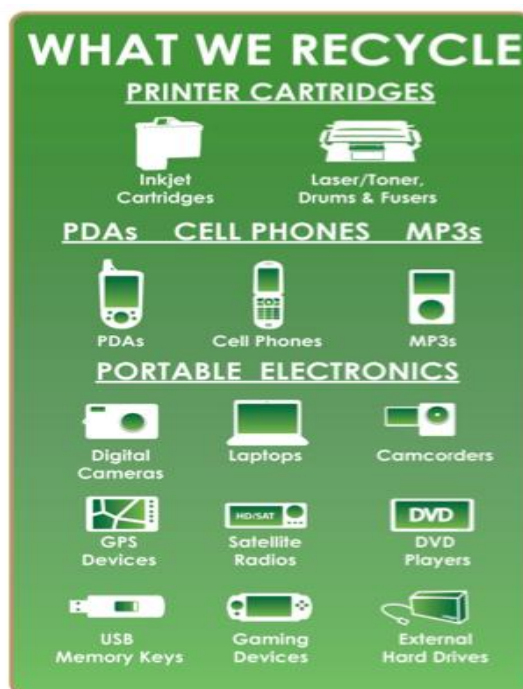 WHAT WE RECYCLE
PRINTER CARTRIDGES
Inkjet
Cartridges
Laser/Toner,
Drums & Fusers
PDAs CELL PHONES MP3s
PDAs
Cell Phones
MP3s
PORTABLE ELECTRONICS
Digital
Cameras
Laptops
Camcorders
GPS
Devices
HD/SAT
Satellite
Radios
DVD
DVD
Players
USB
Memory Keys
Gaming
Devices
External
Hard Drives